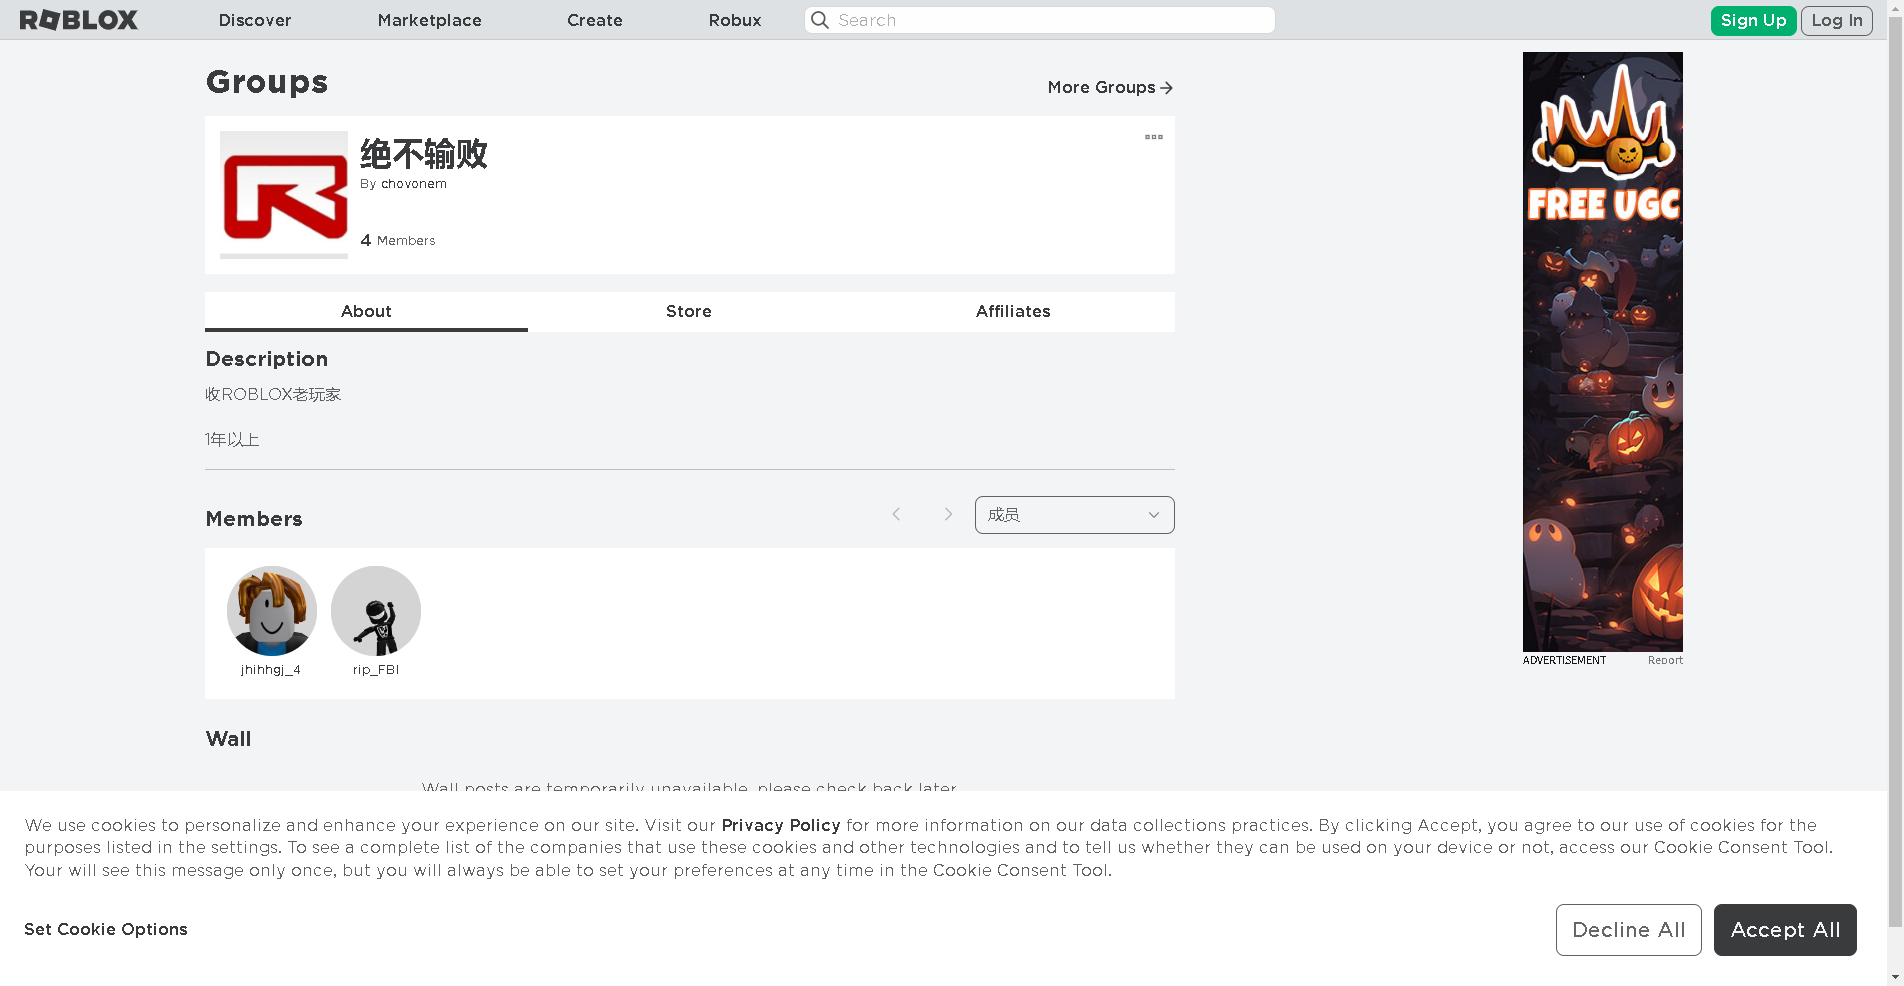 ROBLOX
Discover
Marketplace
Create
Robux
Search
Sign Up
Log In
Groups
More Groups
绝不输败
By chovonem
4 Members
About
Store
Affiliates
Description
收ROBLOX老玩家
1年以上
Members
成员
jhihhgj_4
rip_FBI
Wall
Wall posts are temporarily unavailable, please check back later.
FREE UGC
ADVERTISEMENT
Report
We use cookies to personalize and enhance your experience on our site. Visit our Privacy Policy for more information on our data collections practices. By clicking Accept, you agree to our use of cookies for the
purposes listed in the settings. To see a complete list of the companies that use these cookies and other technologies and to tell us whether they can be used on your device or not, access our Cookie Consent Tool.
Your will see this message only once, but you will always be able to set your preferences at any time in the Cookie Consent Tool.
Set Cookie Options
Decline All
Accept All